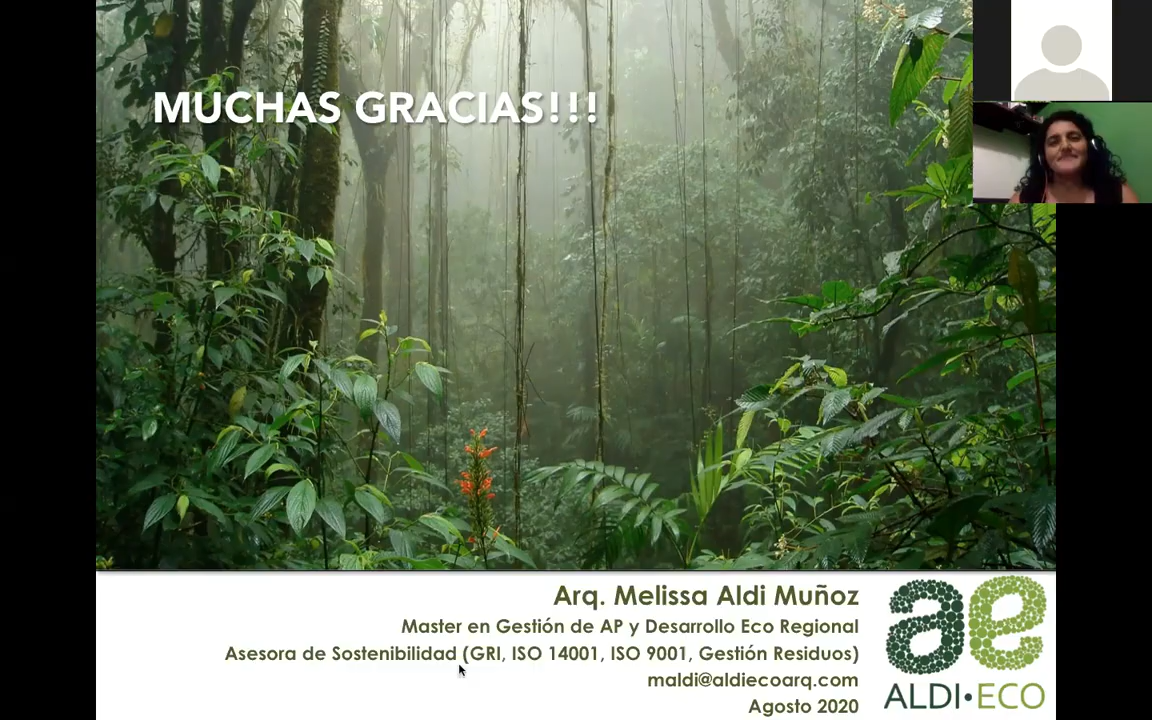 MUCHAS GRACIAS!!!
Arq. Melissa Aldi Muñoz
Master en Gestión de AP y Desarrollo Eco Regional
Asesora de Sostenibilidad (GRI, ISO 14001, ISO 9001, Gestión Residuos)
maldi@aldiecoarq.com
Agosto 2020
ae
ALDI•ECO